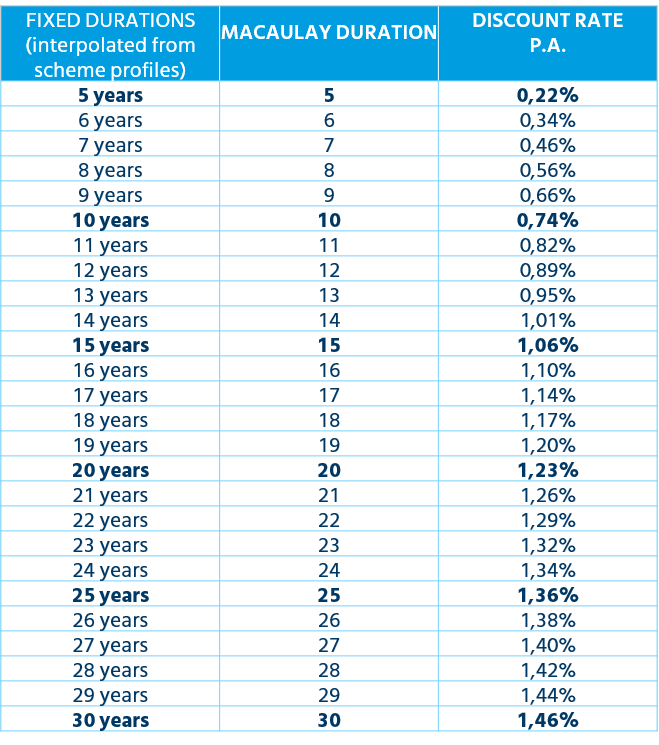 FIXED DURATIONS
(interpolated from
scheme profiles)
MACAULAY DURATION
DISCOUNT RATE
P.A.
5 years 5 0,22%
6 years 6 0,34%
7 years 7 0,46%
8 years 8 0,56%
9 years 9 0,66%
10 years 10 0,74%
11 years 11 0,82%
12 years 12 0,89%
13 years 13 0,95%
14 years 14 1,01%
15 years 15 1,06%
16 years 16 1,10%
17 years 17 1,14%
18 years 18 1,17%
19 years 19 1,20%
20 years 20 1,23%
21 years 21 1,26%
22 years 22 1,29%
23 years 23 1,32%
24 years 24 1,34%
25 years 25 1,36%
26 years 26 1,38%
27 years 27 1,40%
28 years 28 1,42%
29 years 29 1,44%
30 years 30 1,46%